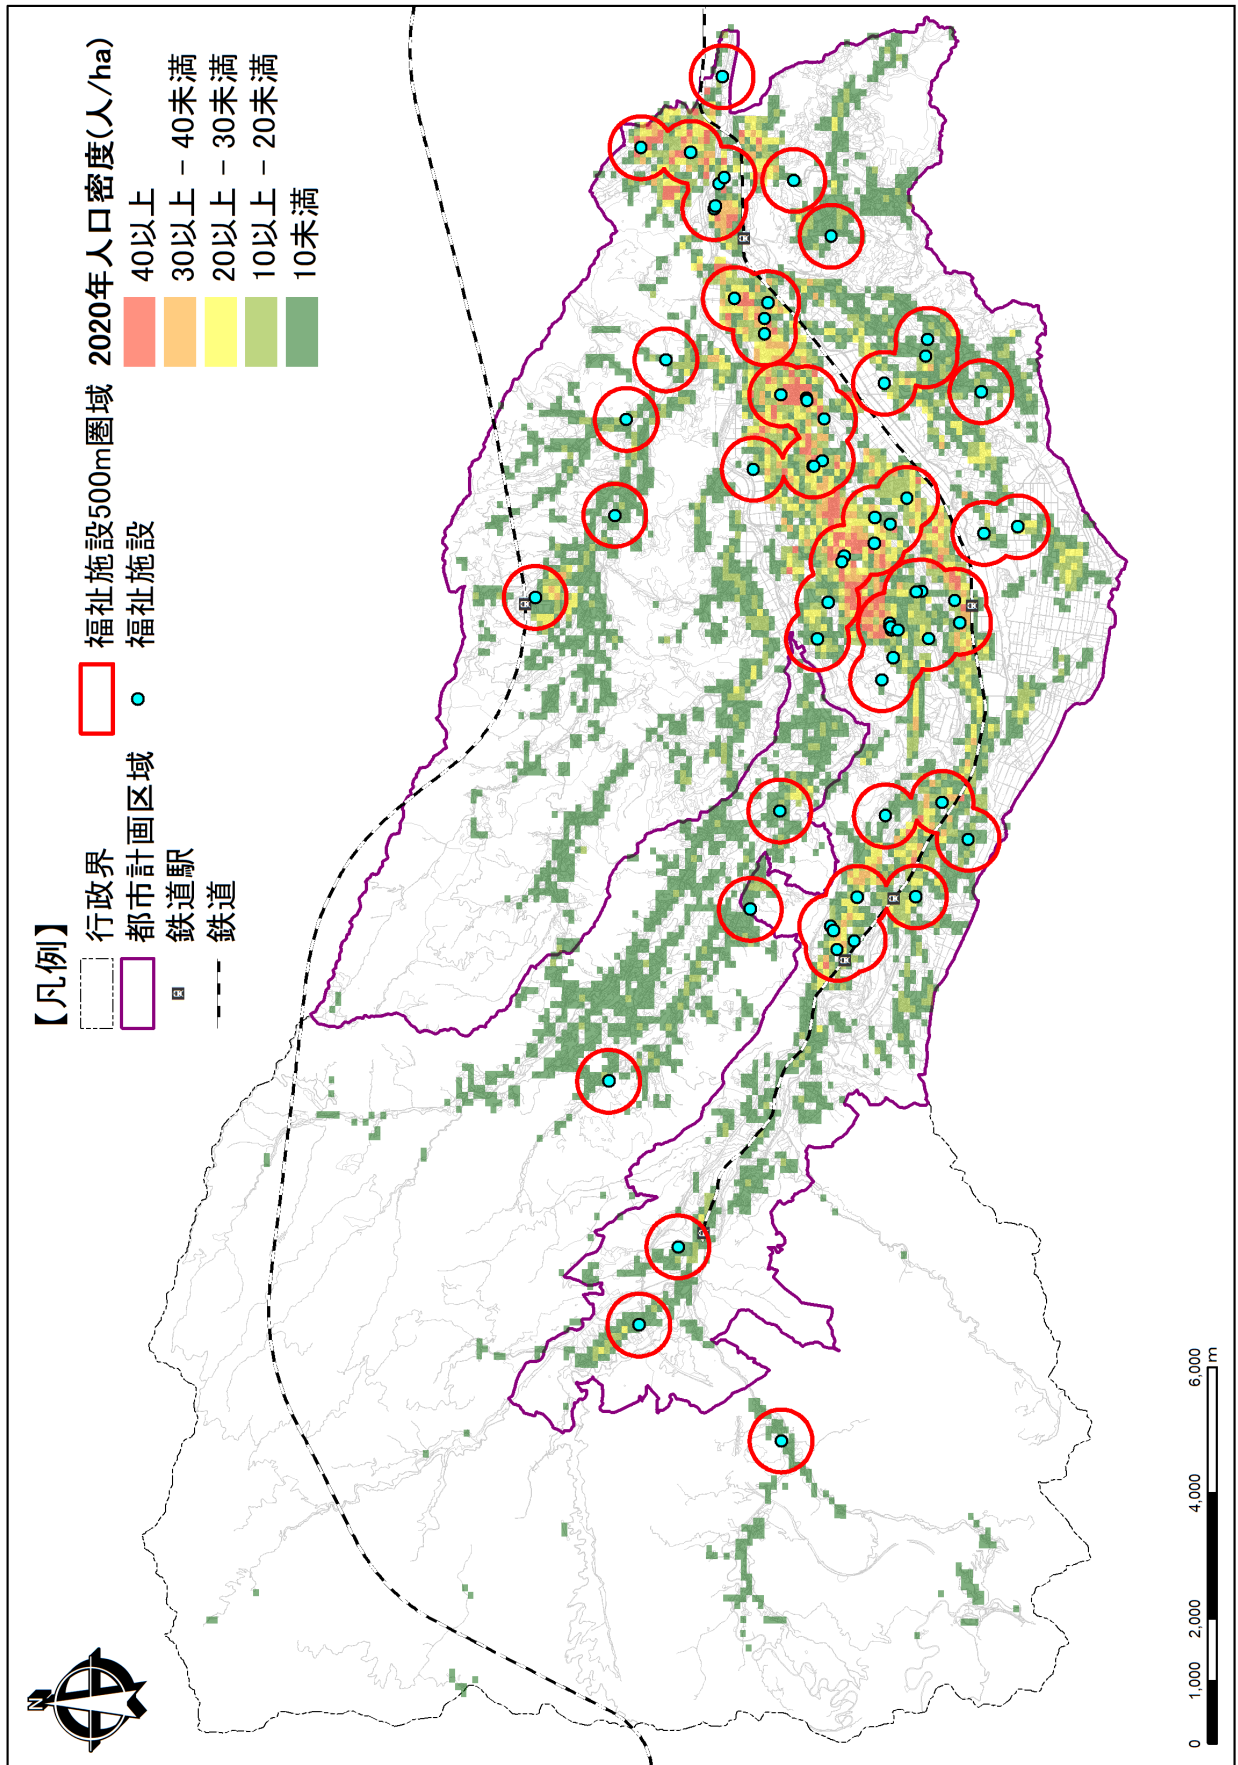 【凡例】
行政界
都市計画区域
鉄道駅
鉄道
福祉施設500m圏域
福祉施設
2020年人口密度(人/ha)
40以上
30以上 - 40未満
20以上 - 30未満
10以上 - 20未満
10未満
N
0 1,000 2,000 4,000 6,000
m